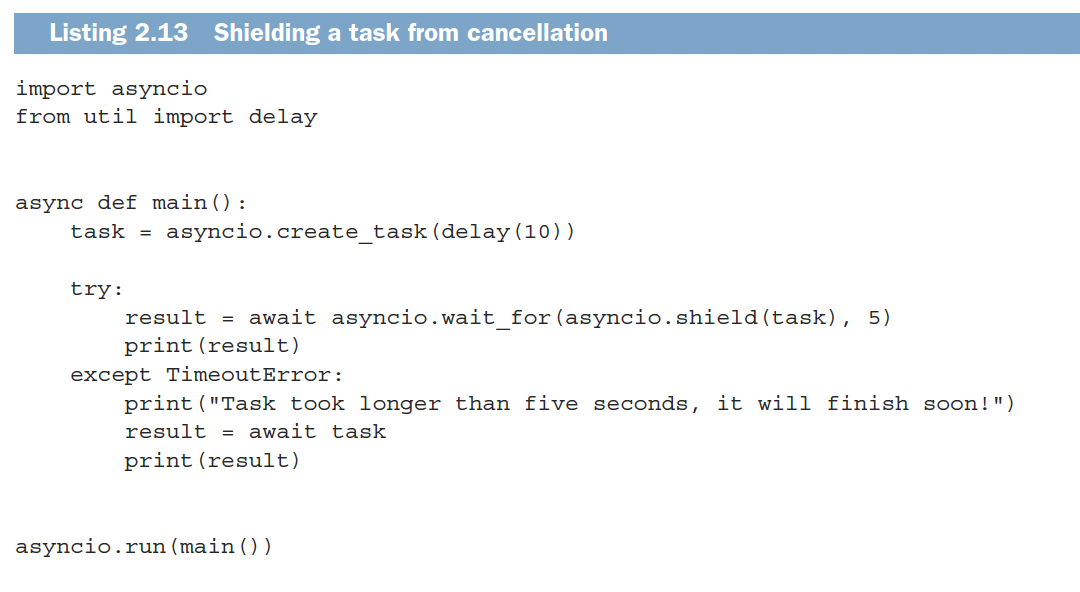 Listing 2.13 Shielding a task from cancellation
import asyncio
from util import delay
async def main():
    task = asyncio.create_task(delay(10))
    try:
        result = await asyncio.wait_for(asyncio.shield(task), 5)
        print(result)
    except TimeoutError:
        print("Task took longer than five seconds, it will finish soon!")
        result = await task
        print(result)
asyncio.run(main())